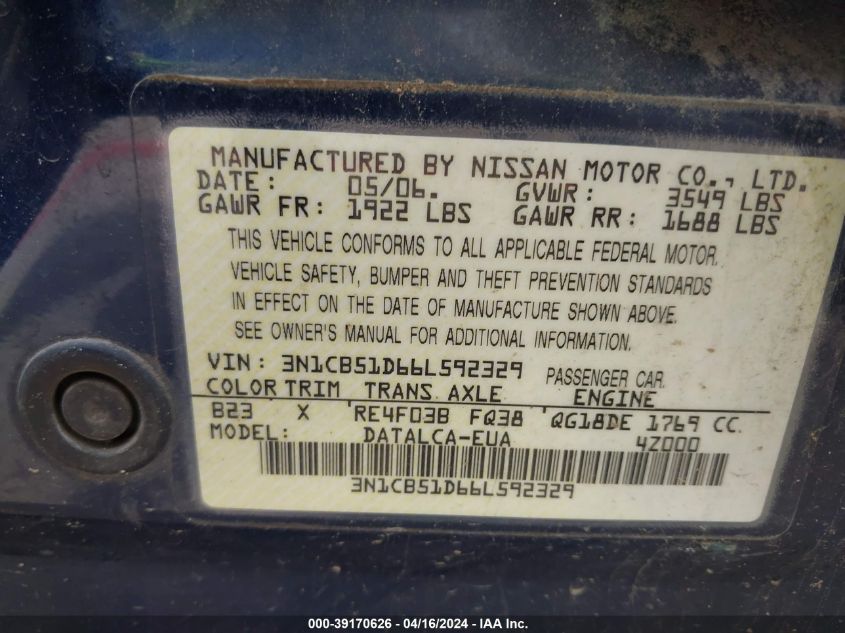 MANUFACTURED BY NISSAN MOTOR CO., LTD.
DATE: 05/06. GVWR: 3549 LBS
GAWR FR: 1922 LBS GAWR RR: 1688 LBS
THIS VEHICLE CONFORMS TO ALL APPLICABLE FEDERAL MOTOR
VEHICLE SAFETY, BUMPER AND THEFT PREVENTION STANDARDS
IN EFFECT ON THE DATE OF MANUFACTURE SHOWN ABOVE.
SEE OWNER'S MANUAL FOR ADDITIONAL INFORMATION.
VIN: 3N1CB51D66L592329 PASSENGER CAR
COLOR TRIM TRANS AXLE ENGINE
B23 X RE4F03B FQ38 QG18DE 1769 CC
MODEL: DATALCA-EUA 4Z000
3N1CB51D66L592329
000-39170626 - 04/16/2024 - IAA Inc.